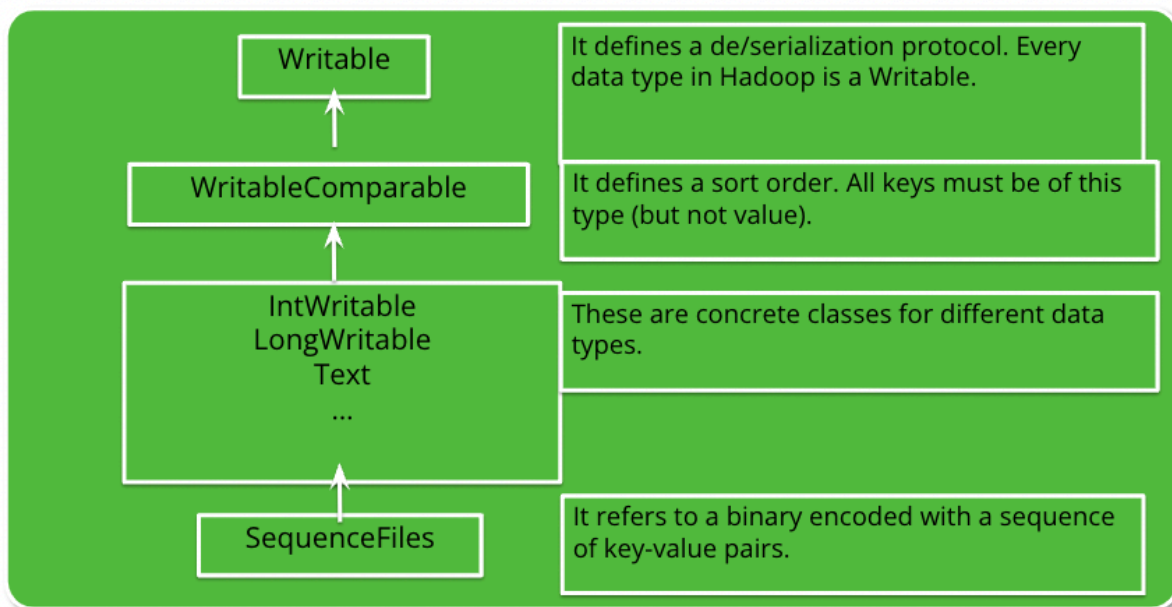 Writable
It defines a de/serialization protocol. Every
data type in Hadoop is a Writable.
WritableComparable
It defines a sort order. All keys must be of this
type (but not value).
IntWritable
LongWritable
Text
...
These are concrete classes for different data
types.
SequenceFiles
It refers to a binary encoded with a sequence
of key-value pairs.